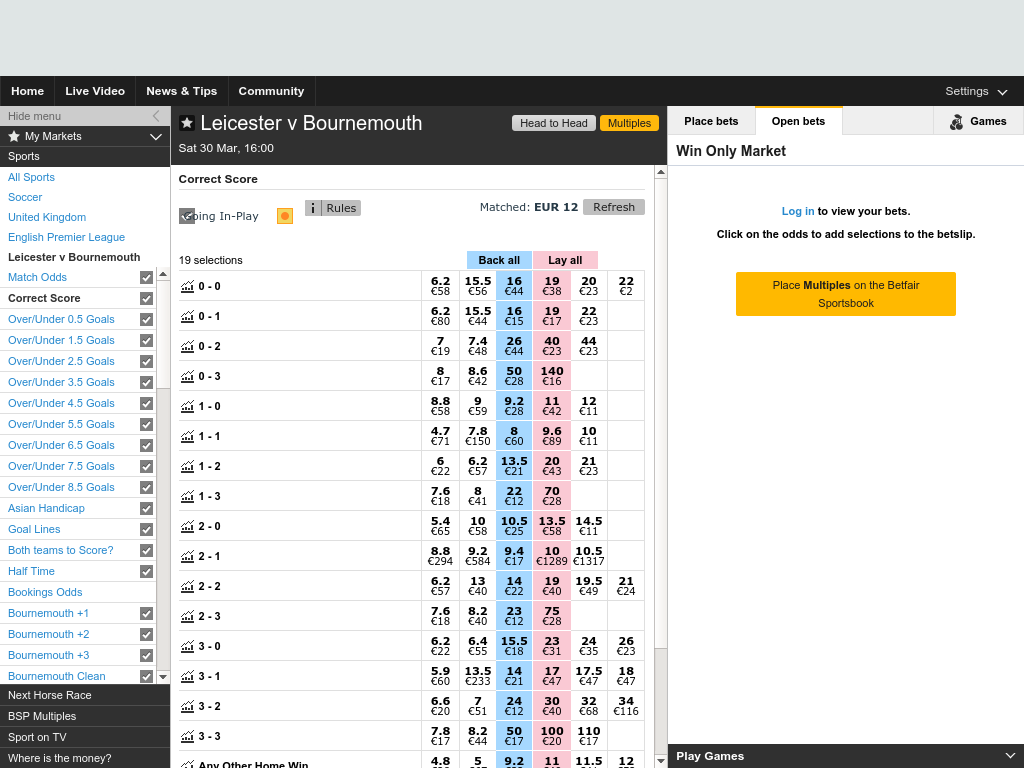 Home Live Video News & Tips Community Settings
Hide menu
My Markets
Sports
All Sports
Soccer
United Kingdom
English Premier League
Leicester v Bournemouth
Match Odds
Correct Score
Over/Under 0.5 Goals
Over/Under 1.5 Goals
Over/Under 2.5 Goals
Over/Under 3.5 Goals
Over/Under 4.5 Goals
Over/Under 5.5 Goals
Over/Under 6.5 Goals
Over/Under 7.5 Goals
Over/Under 8.5 Goals
Asian Handicap
Goal Lines
Both teams to Score?
Half Time
Bookings Odds
Bournemouth +1
Bournemouth +2
Bournemouth +3
Bournemouth Clean
Next Horse Race
BSP Multiples
Sport on TV
Where is the money?
Leicester v Bournemouth Head to Head Multiples
Sat 30 Mar, 16:00
Correct Score
Going In-Play Rules Matched: EUR 12 Refresh
19 selections Back all Lay all
0 - 0 6.2 15.5 16 19 20 22
€58 €56 €44 €38 €23 €2
0 - 1 6.2 15.5 16 19 22
€80 €44 €15 €17 €23
0 - 2 7 7.4 26 40 44
€19 €48 €44 €23 €23
0 - 3 8 8.6 50 140
€17 €42 €28 €16
1 - 0 8.8 9 9.2 11 12
€58 €59 €28 €42 €11
1 - 1 4.7 7.8 8 9.6 10
€71 €150 €60 €89 €11
1 - 2 6 6.2 13.5 20 21
€22 €57 €21 €43 €23
1 - 3 7.6 8 22 70
€18 €41 €12 €28
2 - 0 5.4 10 10.5 13.5 14.5
€65 €58 €25 €58 €11
2 - 1 8.8 9.2 9.4 10 10.5
€294 €584 €17 €1289 €1317
2 - 2 6.2 13 14 19 19.5 21
€57 €40 €22 €40 €49 €24
2 - 3 7.6 8.2 23 75
€18 €40 €12 €28
3 - 0 6.2 6.4 15.5 23 24 26
€22 €55 €18 €31 €35 €23
3 - 1 5.9 13.5 14 17 17.5 18
€60 €233 €21 €47 €47 €47
3 - 2 6.6 7 24 30 32 34
€20 €51 €12 €40 €68 €116
3 - 3 7.8 8.2 50 100 110
€17 €44 €17 €20 €17
Any Other Home Win 4.8 5 9.2 11 11.5 12
Place bets Open bets Games
Win Only Market
Log in to view your bets.
Click on the odds to add selections to the betslip.
Place Multiples on the Betfair
Sportsbook
Play Games